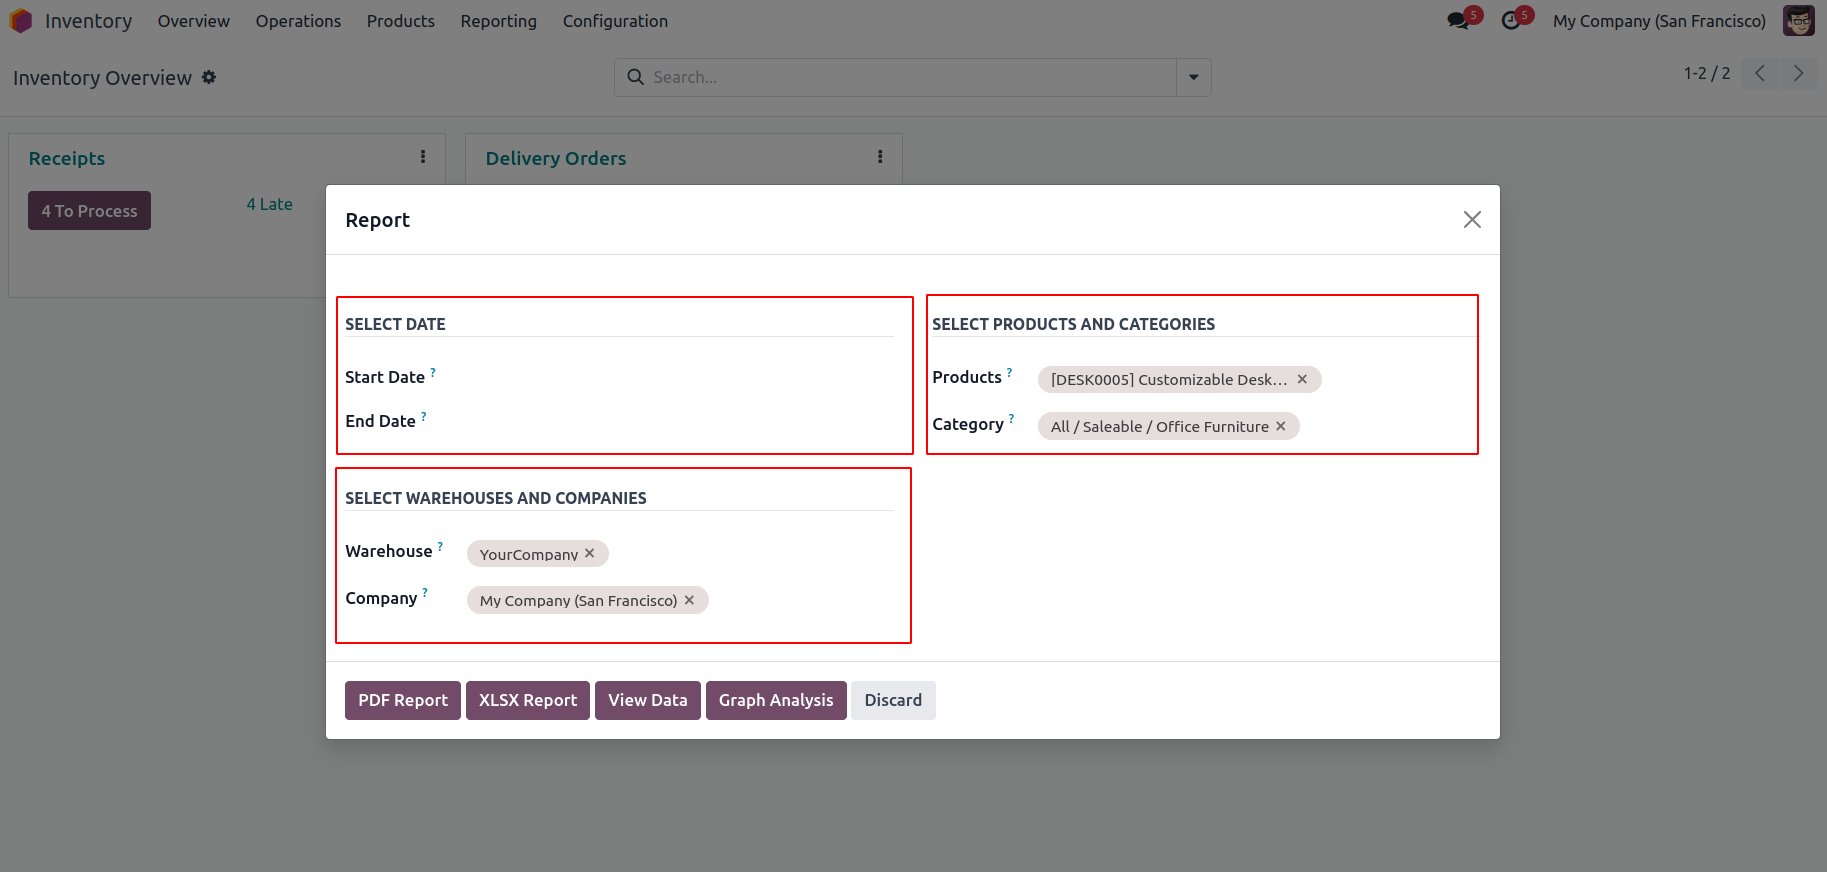 Inventory Overview Operations Products Reporting Configuration 5 5 My Company (San Francisco)
Inventory Overview Search... 1-2 / 2
Receipts Delivery Orders
4 To Process 4 Late
Report
SELECT DATE
Start Date ?
End Date ?
SELECT PRODUCTS AND CATEGORIES
Products ? [DESK0005] Customizable Desk... ×
Category ? All / Saleable / Office Furniture ×
SELECT WAREHOUSES AND COMPANIES
Warehouse ? YourCompany ×
Company ? My Company (San Francisco) ×
PDF Report XLSX Report View Data Graph Analysis Discard